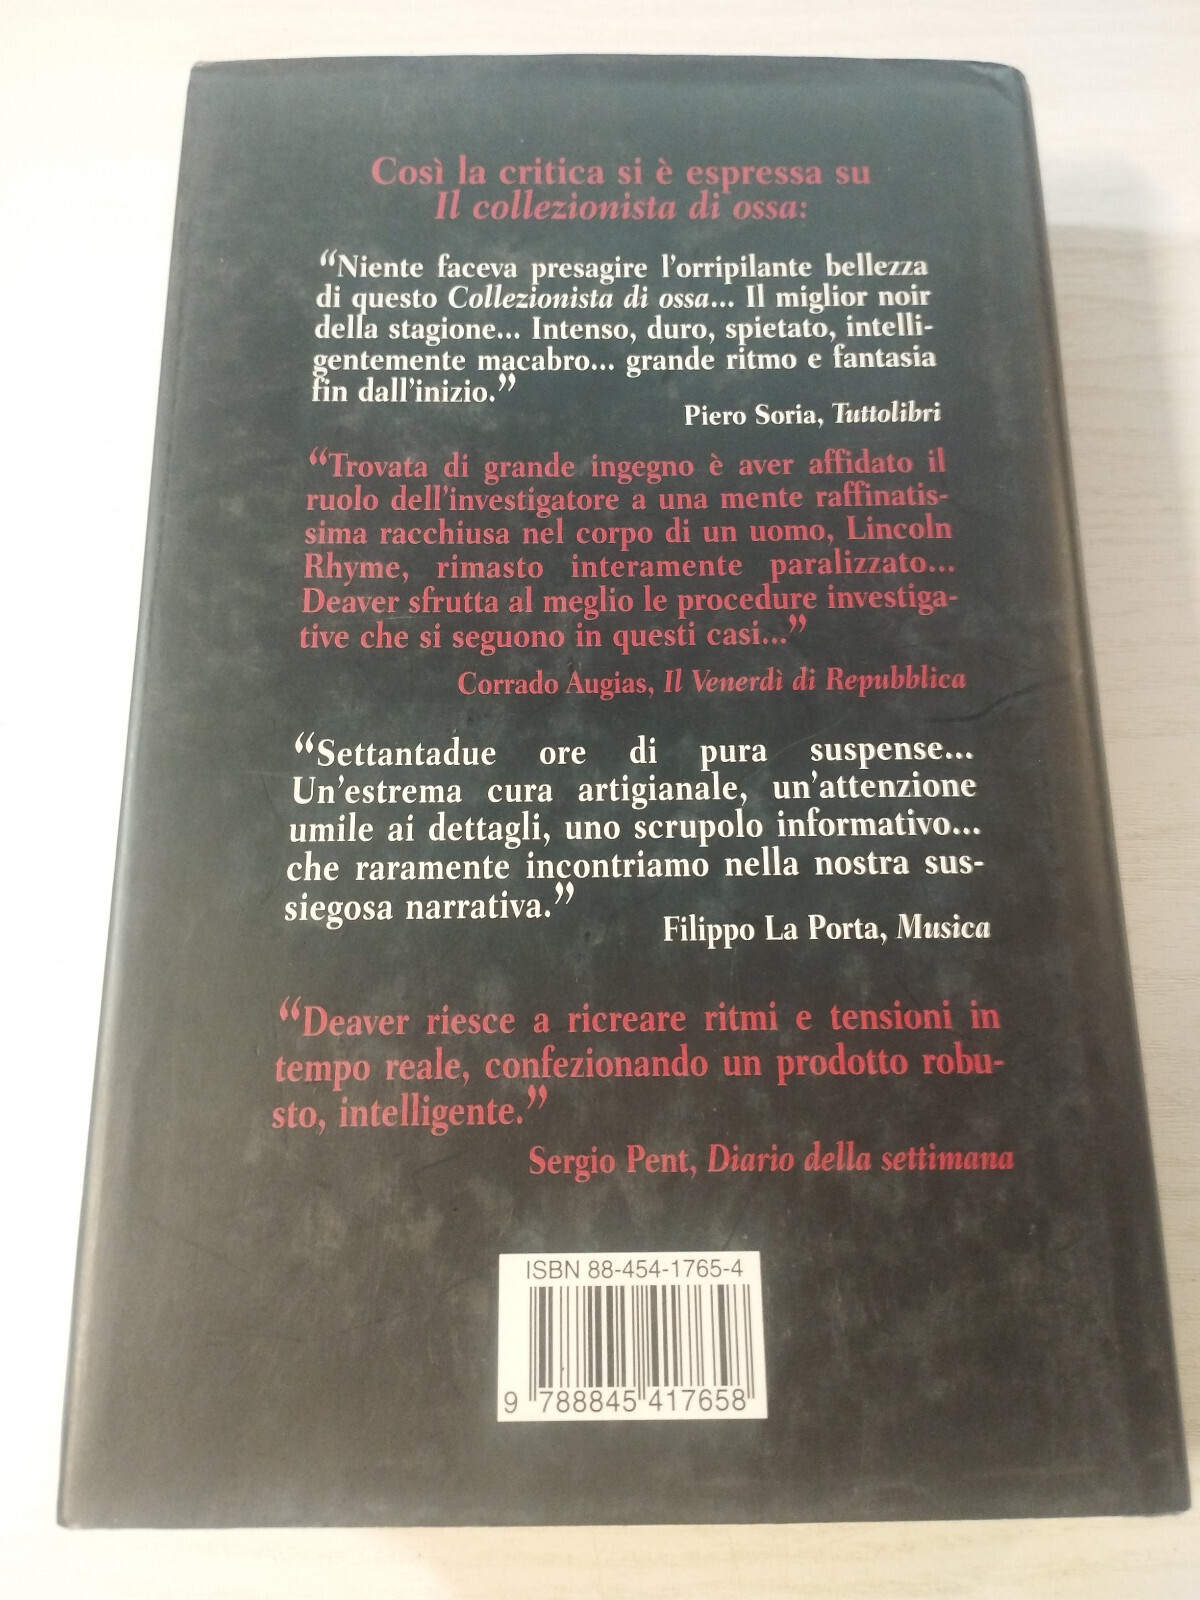 Così la critica si è espressa su
Il collezionista di ossa:
“Niente faceva presagire l'orripilante bellezza
di questo Collezionista di ossa... Il miglior noir
della stagione... Intenso, duro, spietato, intelli-
gentemente macabro... grande ritmo e fantasia
fin dall'inizio.”
Piero Soria, Tuttolibri
“Trovata di grande ingegno è aver affidato il
ruolo dell'investigatore a una mente raffinatis-
sima racchiusa nel corpo di un uomo, Lincoln
Rhyme, rimasto interamente paralizzato...
Deaver sfrutta al meglio le procedure investiga-
tive che si seguono in questi casi...”
Corrado Augias, Il Venerdì di Repubblica
“Settantadue ore di pura suspense...
Un'estrema cura artigianale, un'attenzione
umile ai dettagli, uno scrupolo informativo...
che raramente incontriamo nella nostra sus-
siegosa narrativa.”
Filippo La Porta, Musica
“Deaver riesce a ricreare ritmi e tensioni in
tempo reale, confezionando un prodotto robu-
sto, intelligente.”
Sergio Pent, Diario della settimana
ISBN 88-454-1765-4
9 788845 417658